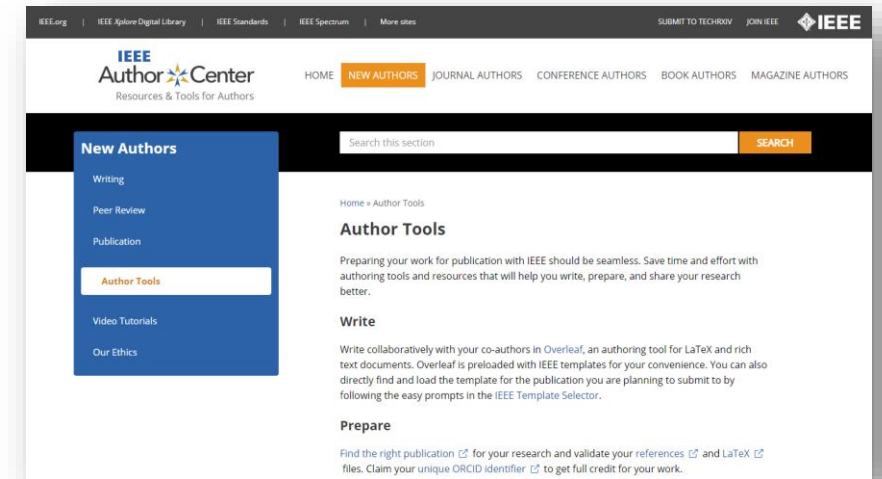 IEEE.org | IEEE Xplore Digital Library | IEEE Standards | IEEE Spectrum | More sites SUBMIT TO TECHRXIV JOIN IEEE IEEE
IEEE
Author Center
Resources & Tools for Authors
HOME NEW AUTHORS JOURNAL AUTHORS CONFERENCE AUTHORS BOOK AUTHORS MAGAZINE AUTHORS
Search this section SEARCH
New Authors
Writing
Peer Review
Publication
Author Tools
Video Tutorials
Our Ethics
Home » Author Tools
Author Tools
Preparing your work for publication with IEEE should be seamless. Save time and effort with
authoring tools and resources that will help you write, prepare, and share your research
better.
Write
Write collaboratively with your co-authors in Overleaf, an authoring tool for LaTeX and rich
text documents. Overleaf is preloaded with IEEE templates for your convenience. You can also
directly find and load the template for the publication you are planning to submit to by
following the easy prompts in the IEEE Template Selector.
Prepare
Find the right publication for your research and validate your references and LaTeX
files. Claim your unique ORCID identifier to get full credit for your work.